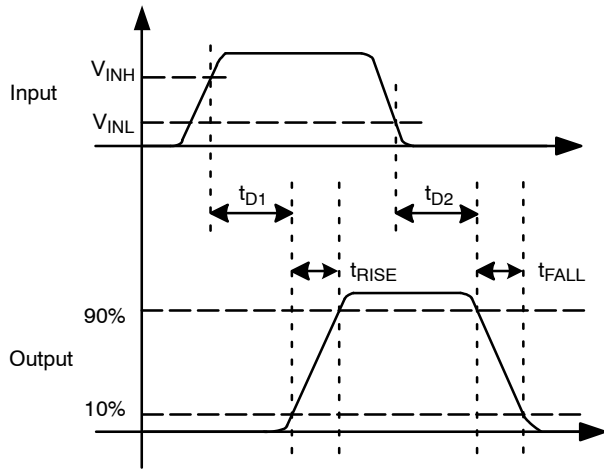 V_INH
Input
V_INL
t_D1
t_D2
t_RISE
t_FALL
90%
Output
10%